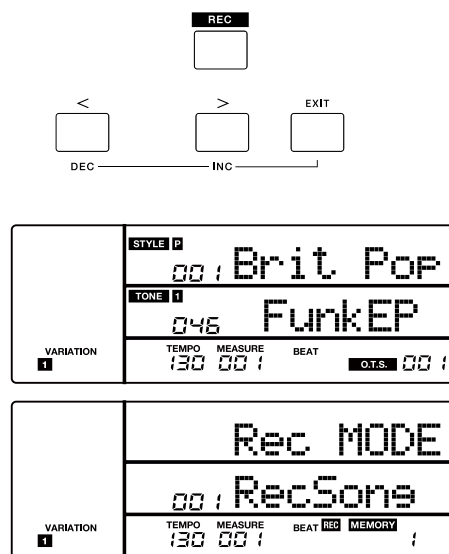 REC
< > EXIT
DEC INC
STYLE P
001 Brit Pop
TONE 1
046 FunkEP
VARIATION TEMPO MEASURE BEAT
1 130 001 O.T.S. 001
Rec MODE
001 RecSong
VARIATION TEMPO MEASURE BEAT REC MEMORY
1 130 001 1